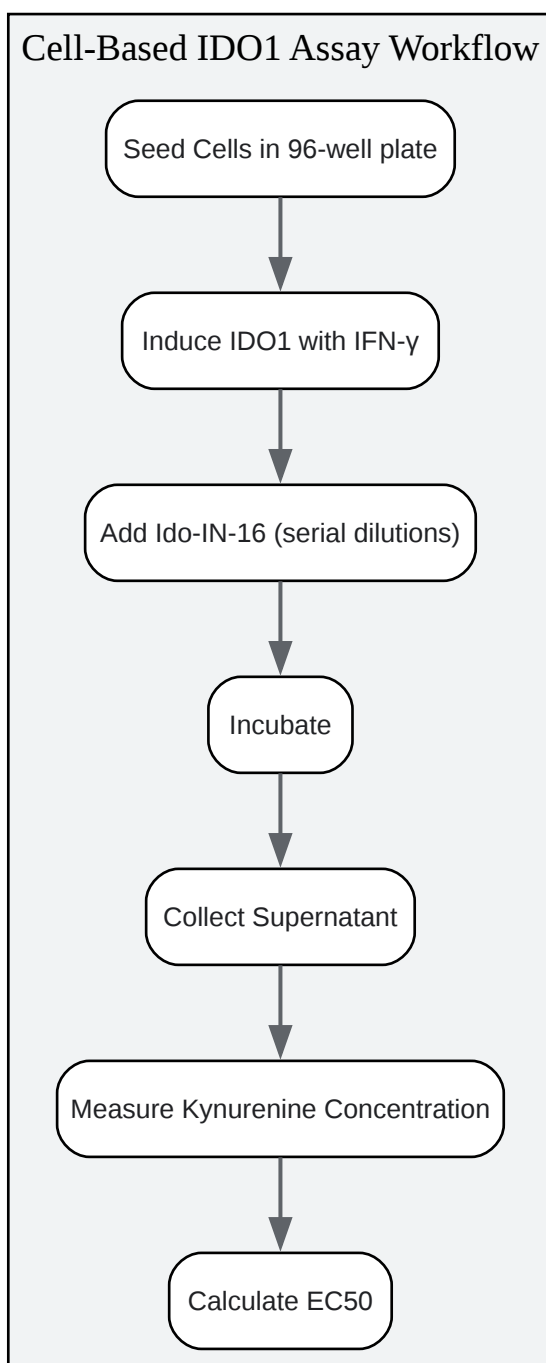 Cell-Based IDO1 Assay Workflow
Seed Cells in 96-well plate
Induce IDO1 with IFN-γ
Add Ido-IN-16 (serial dilutions)
Incubate
Collect Supernatant
Measure Kynurenine Concentration
Calculate EC50